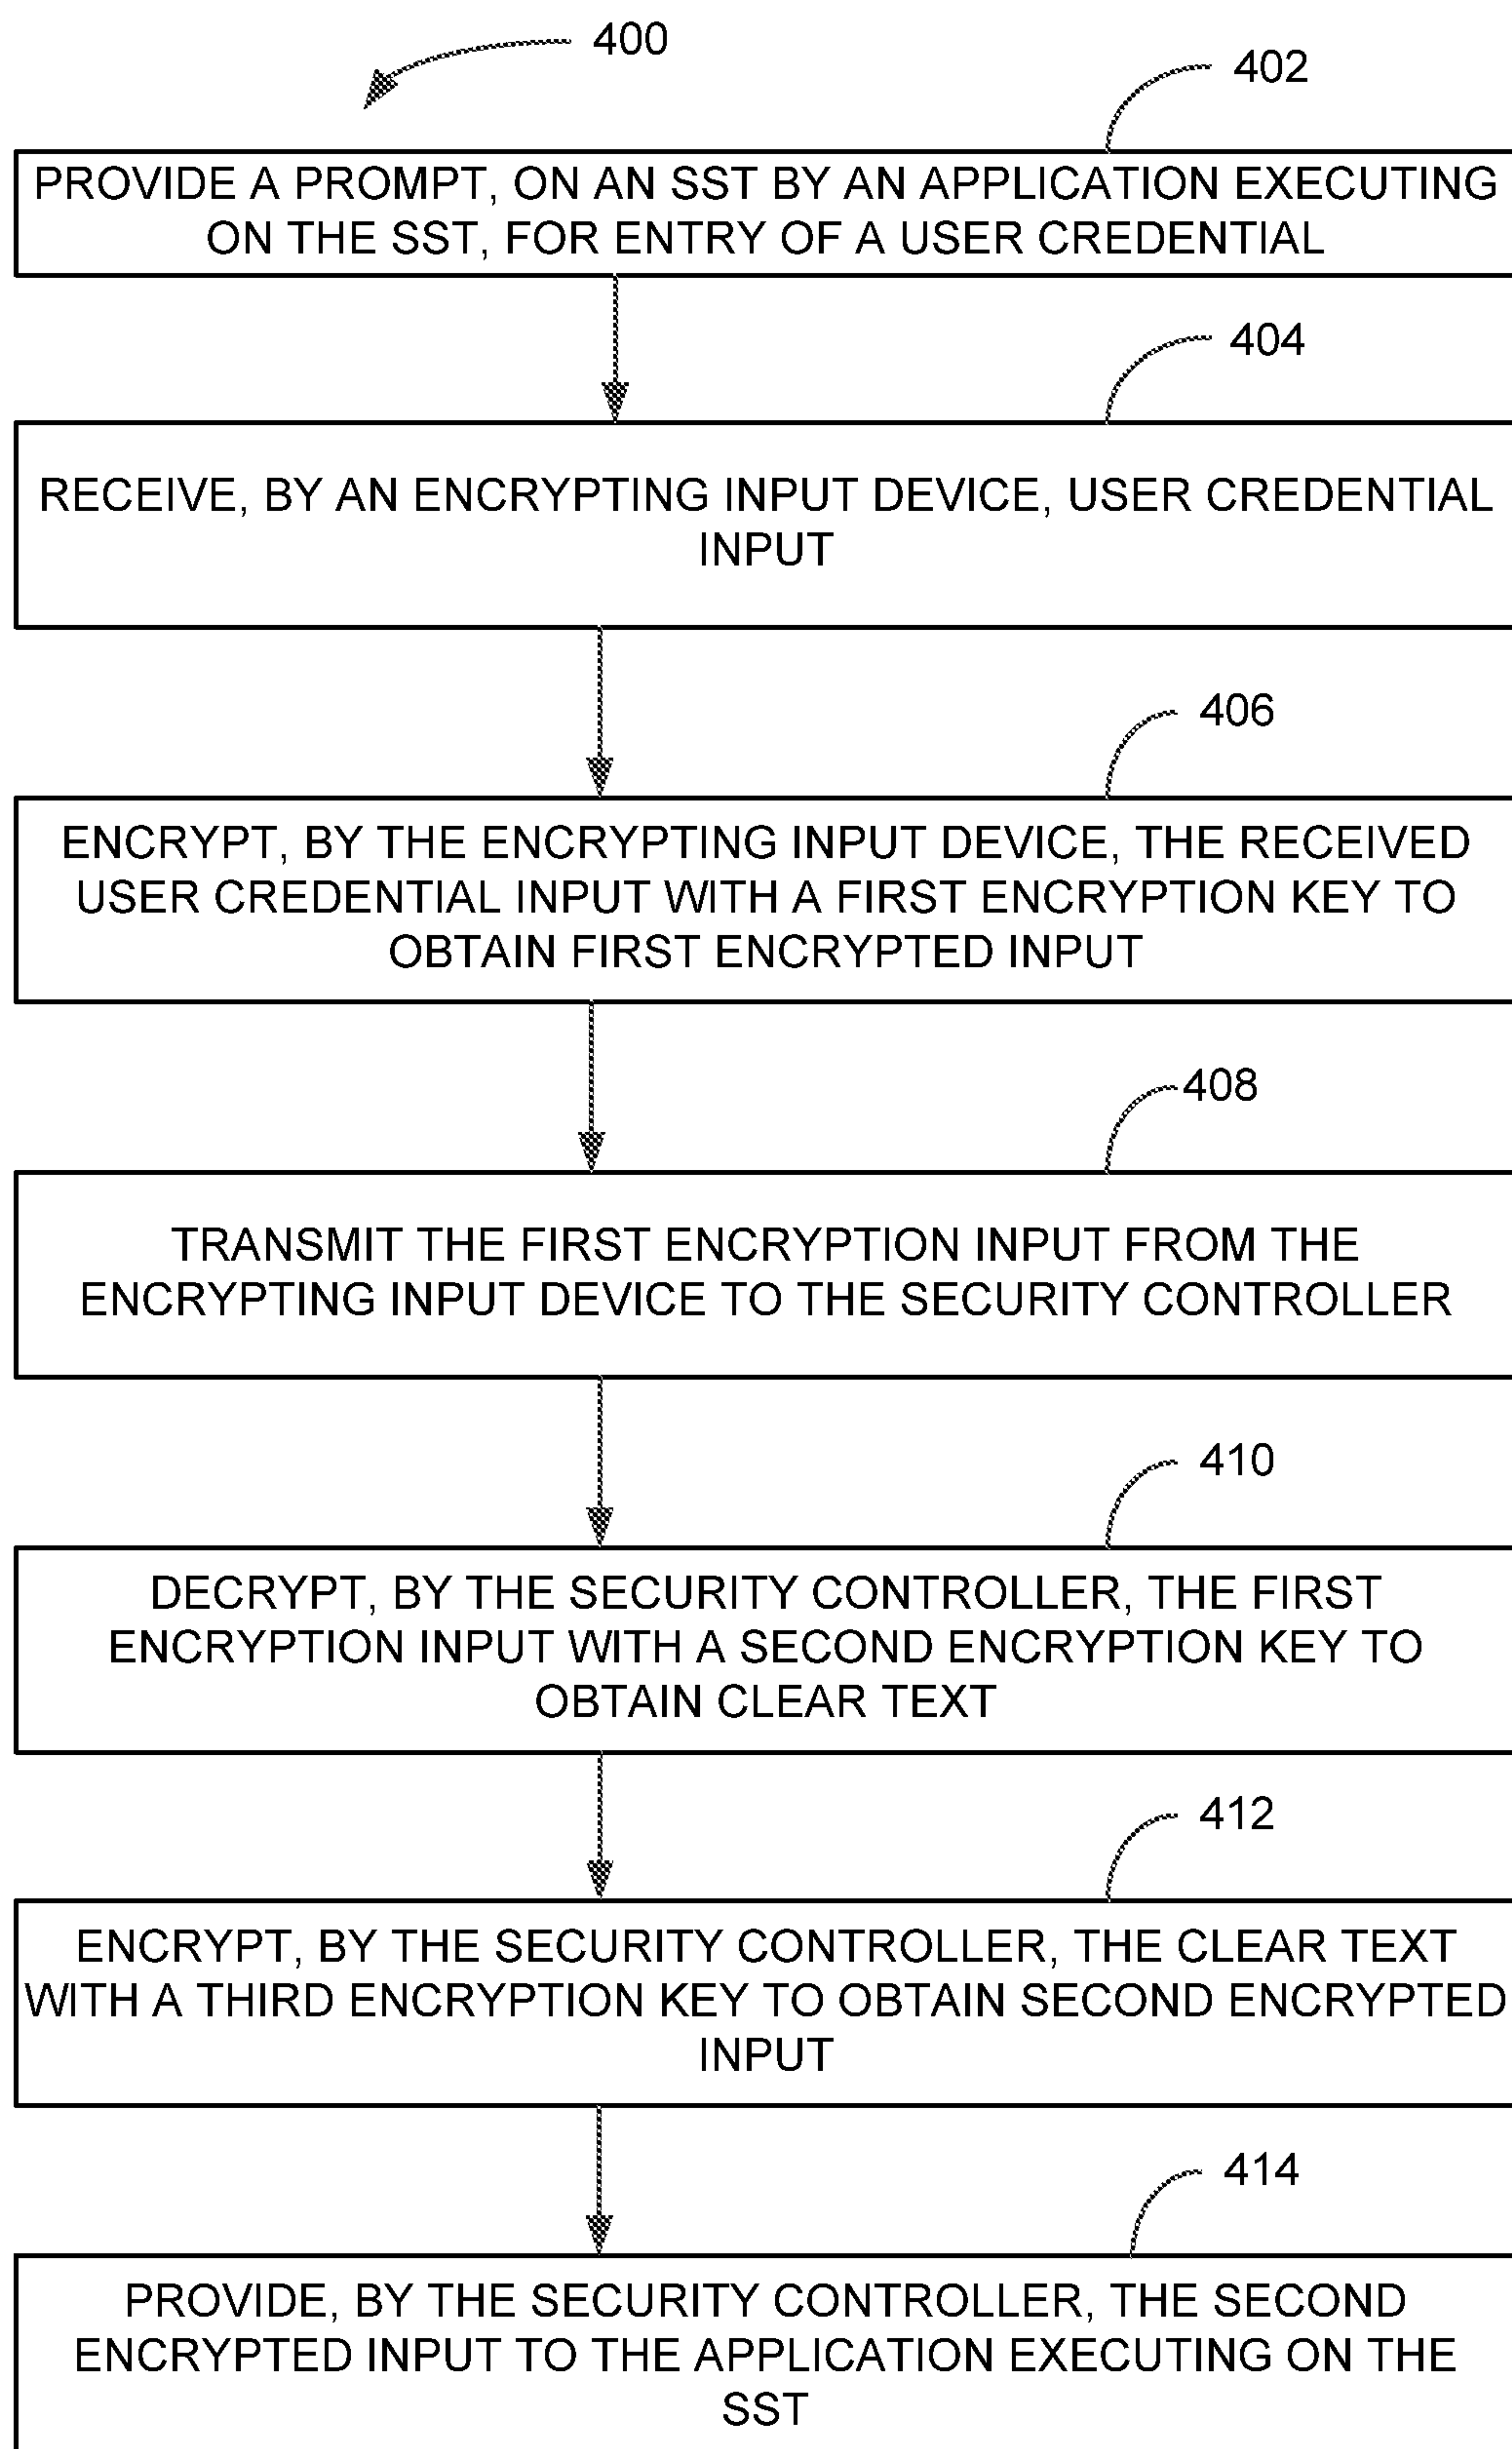 400
402
PROVIDE A PROMPT, ON AN SST BY AN APPLICATION EXECUTING
ON THE SST, FOR ENTRY OF A USER CREDENTIAL
404
RECEIVE, BY AN ENCRYPTING INPUT DEVICE, USER CREDENTIAL
INPUT
406
ENCRYPT, BY THE ENCRYPTING INPUT DEVICE, THE RECEIVED
USER CREDENTIAL INPUT WITH A FIRST ENCRYPTION KEY TO
OBTAIN FIRST ENCRYPTED INPUT
408
TRANSMIT THE FIRST ENCRYPTION INPUT FROM THE
ENCRYPTING INPUT DEVICE TO THE SECURITY CONTROLLER
410
DECRYPT, BY THE SECURITY CONTROLLER, THE FIRST
ENCRYPTION INPUT WITH A SECOND ENCRYPTION KEY TO
OBTAIN CLEAR TEXT
412
ENCRYPT, BY THE SECURITY CONTROLLER, THE CLEAR TEXT
WITH A THIRD ENCRYPTION KEY TO OBTAIN SECOND ENCRYPTED
INPUT
414
PROVIDE, BY THE SECURITY CONTROLLER, THE SECOND
ENCRYPTED INPUT TO THE APPLICATION EXECUTING ON THE
SST